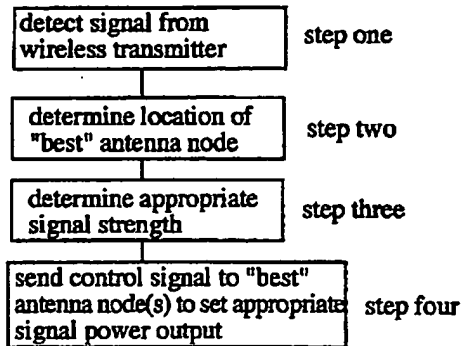 detect signal from
wireless transmitter
step one
determine location of
"best" antenna node
step two
determine appropriate
signal strength
step three
send control signal to "best"
antenna node(s) to set appropriate
signal power output
step four